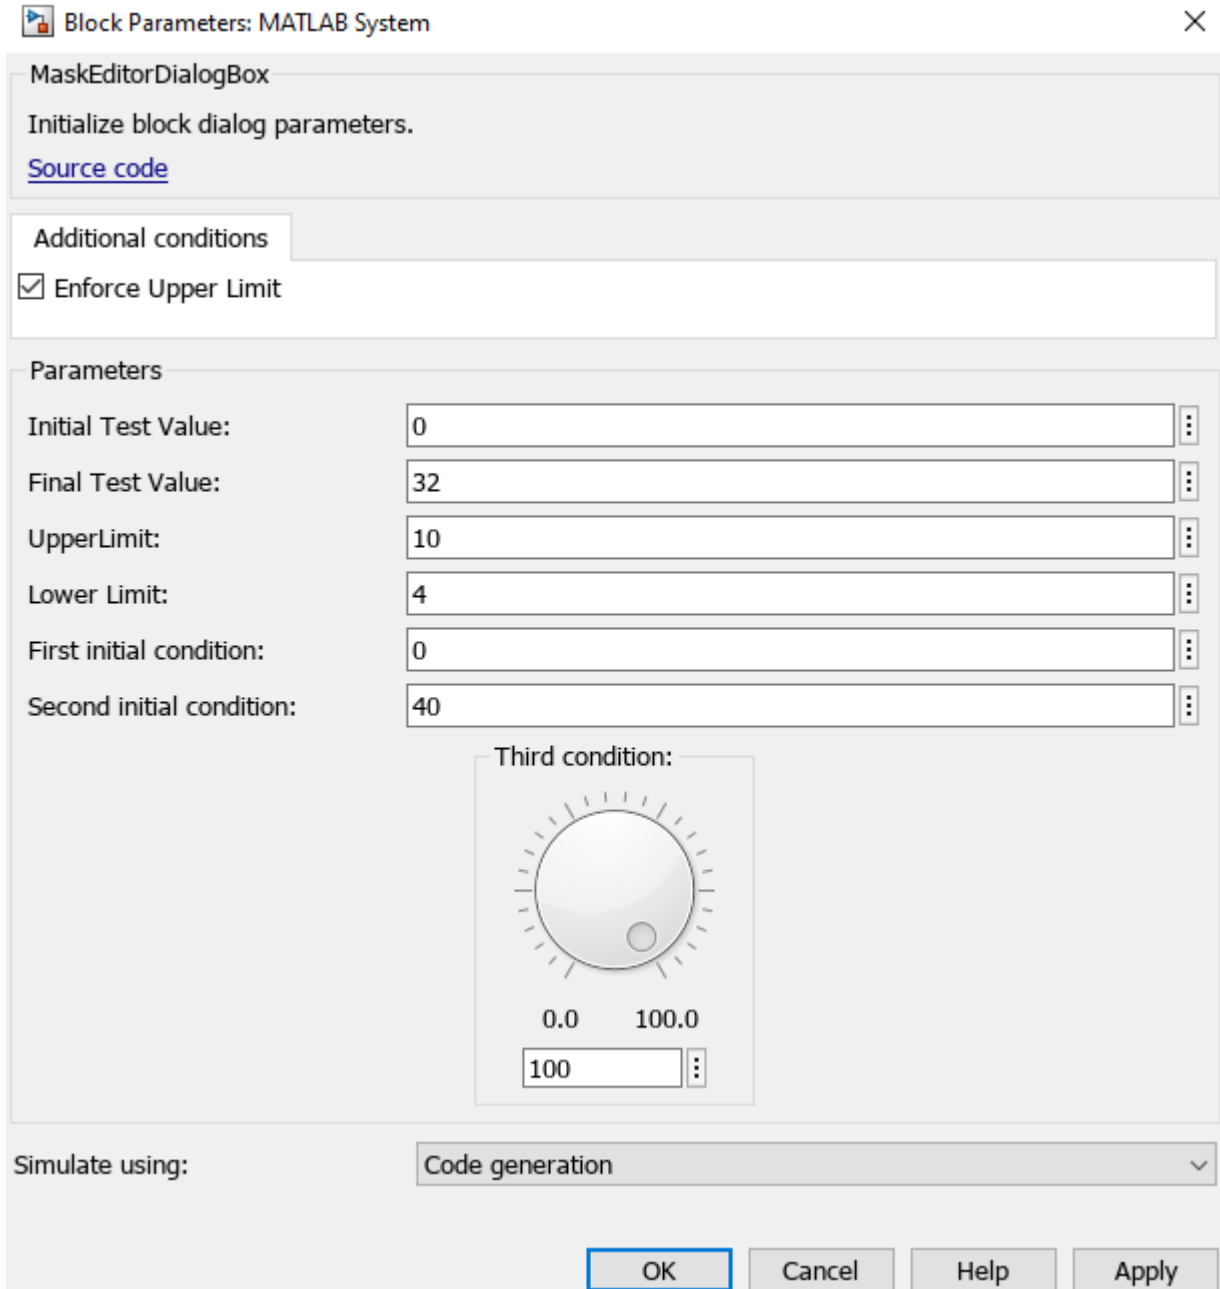 Block Parameters: MATLAB System
MaskEditorDialogBox
Initialize block dialog parameters.
Source code
Additional conditions
Enforce Upper Limit
Parameters
Initial Test Value: 0
Final Test Value: 32
UpperLimit: 10
Lower Limit: 4
First initial condition: 0
Second initial condition: 40
Third condition:
0.0 100.0
100
Simulate using: Code generation
OK Cancel Help Apply